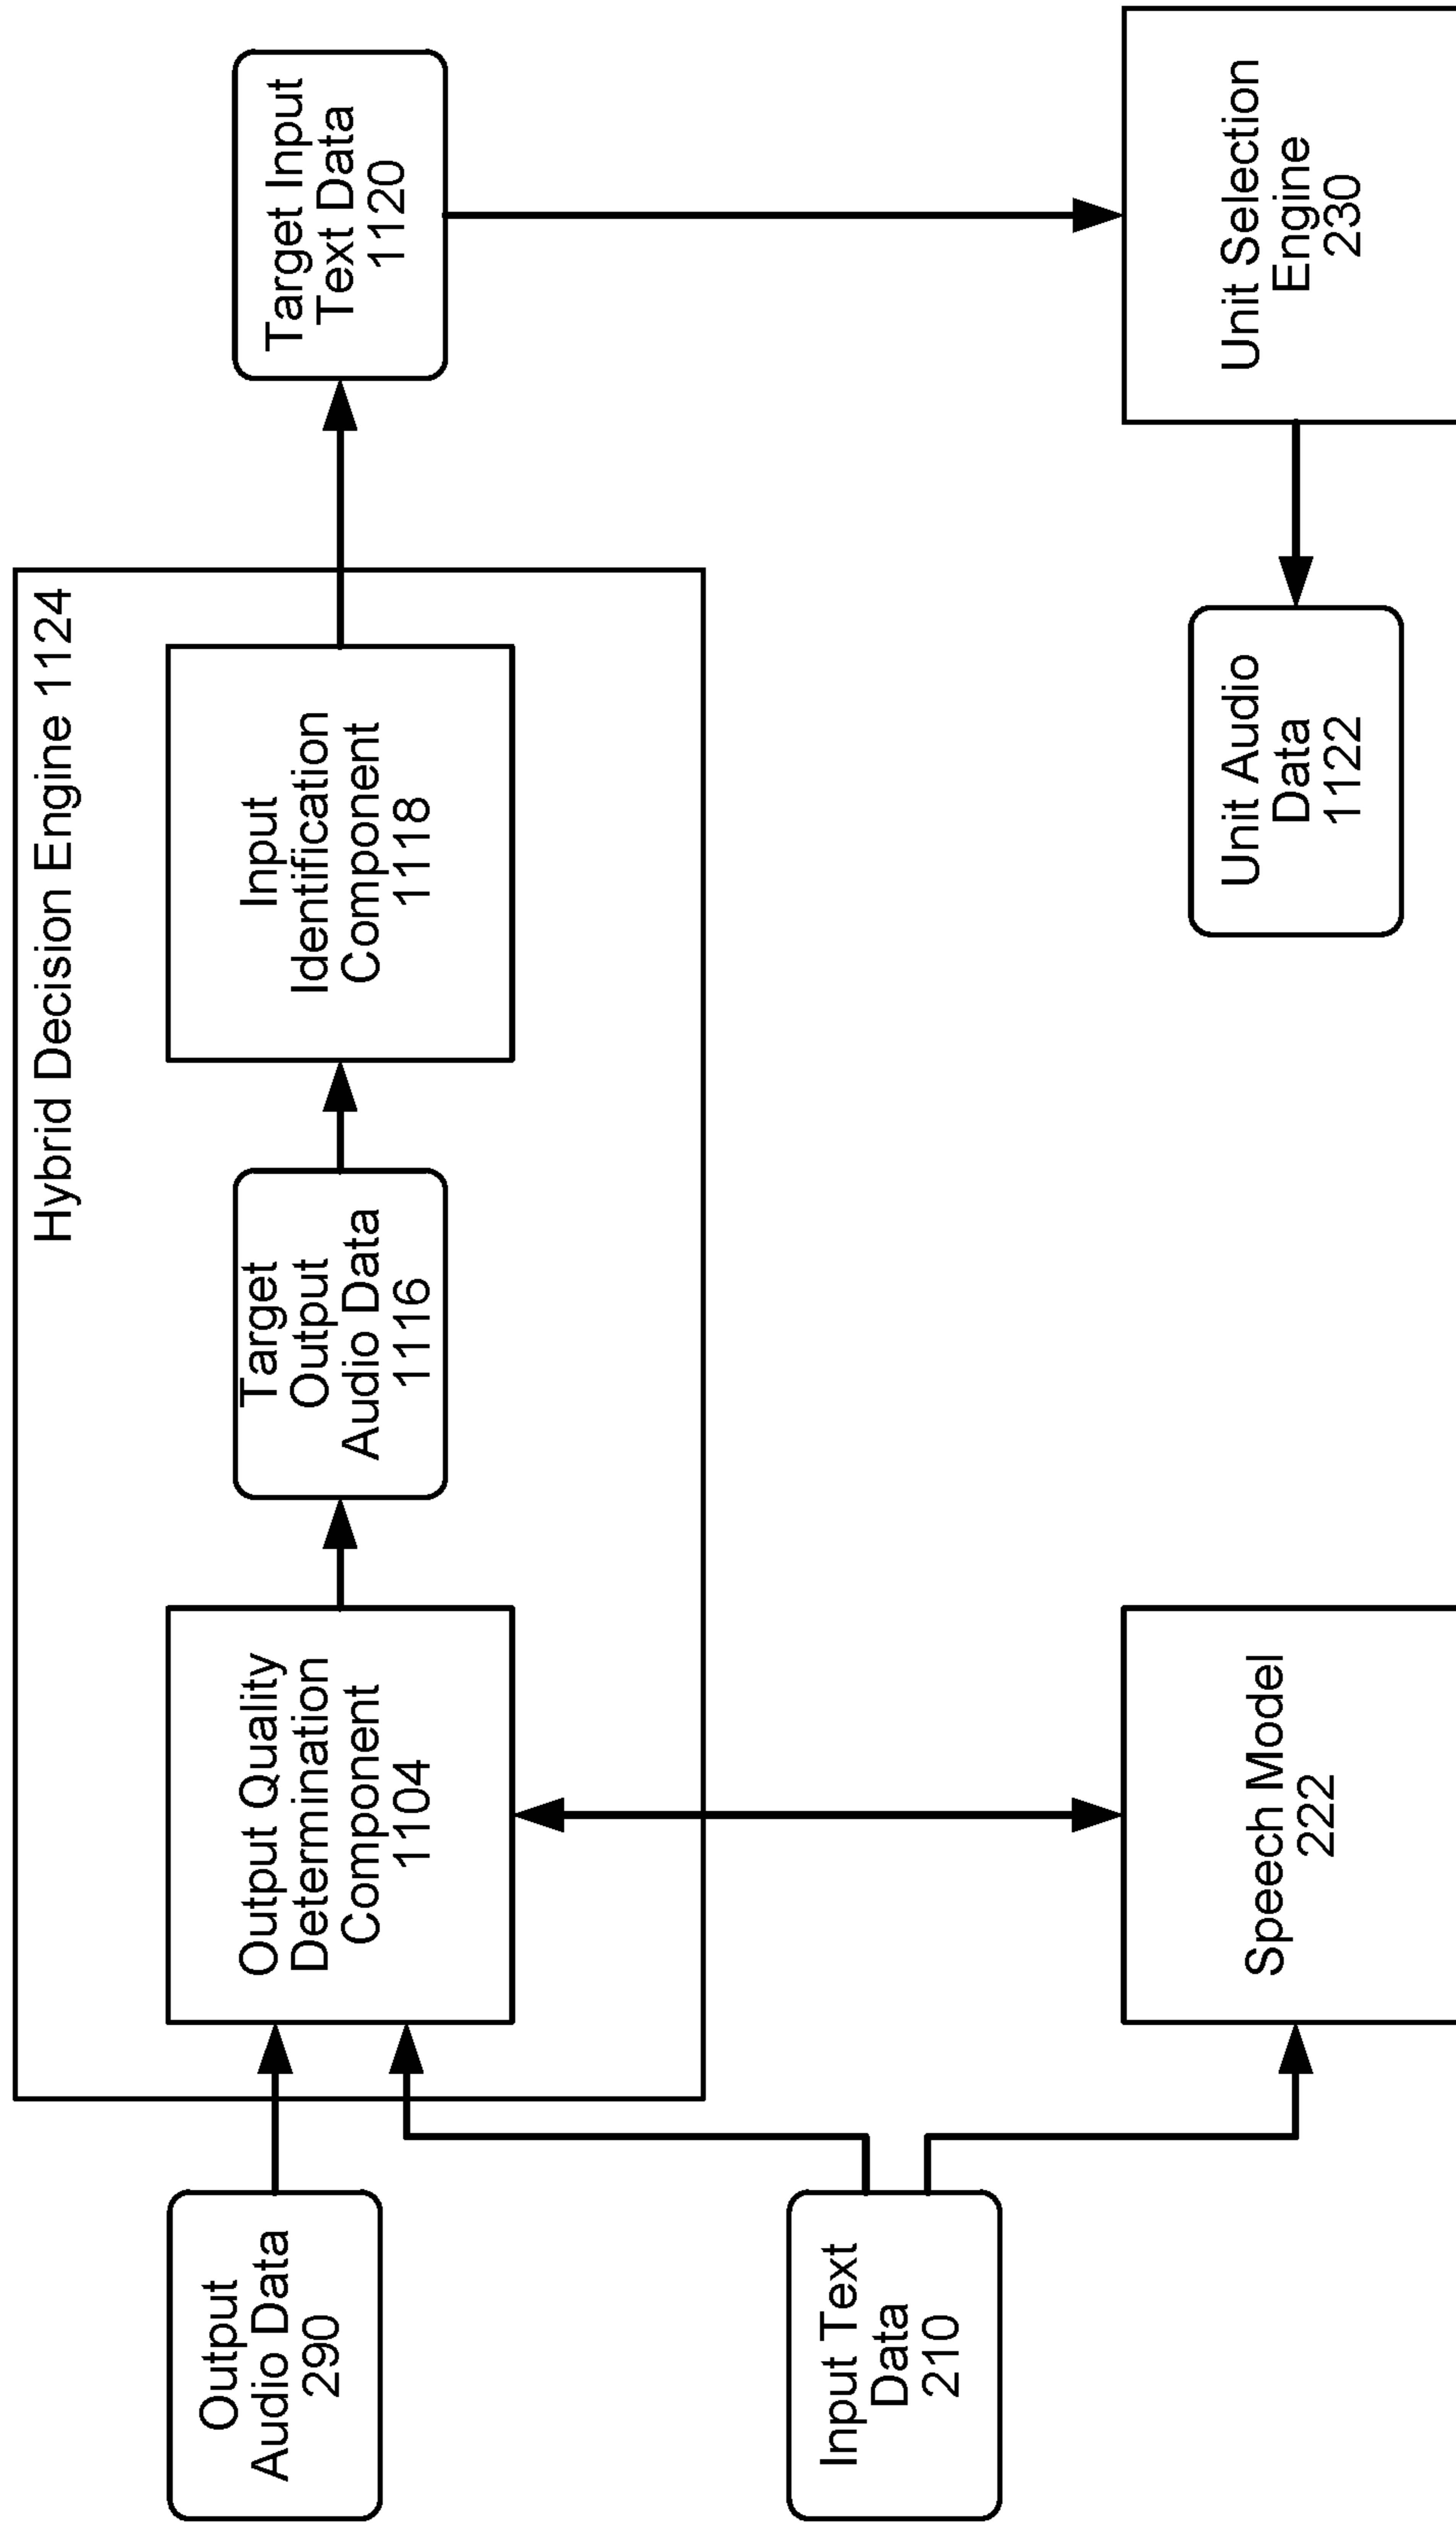 Hybrid Decision Engine 1124
Output
Audio Data
290
Output Quality
Determination
Component
1104
Target
Output
Audio Data
1116
Input
Identification
Component
1118
Target Input
Text Data
1120
Input Text
Data
210
Speech Model
222
Unit Audio
Data
1122
Unit Selection
Engine
230